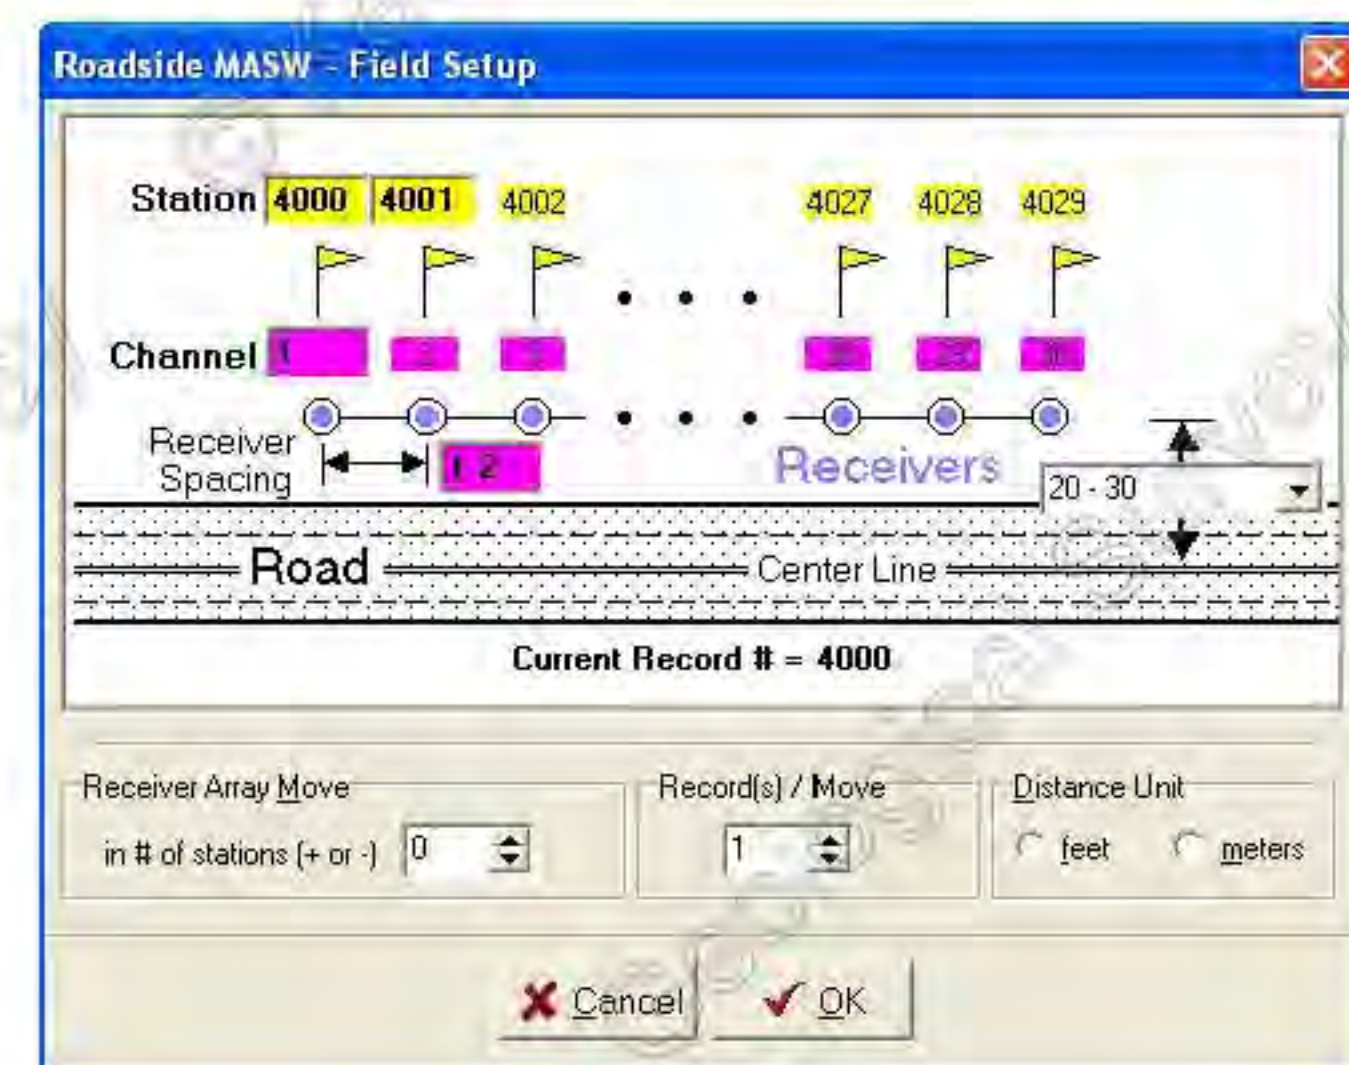 Roadside MASW - Field Setup
Station 4000 4001 4002 4027 4028 4029
Channel 1
Receiver Spacing
Receivers
20 - 30
Road
Center Line
Current Record # = 4000
Receiver Array Move
in # of stations (+ or -) 0
Record(s) / Move
1
Distance Unit
feet meters
Cancel OK